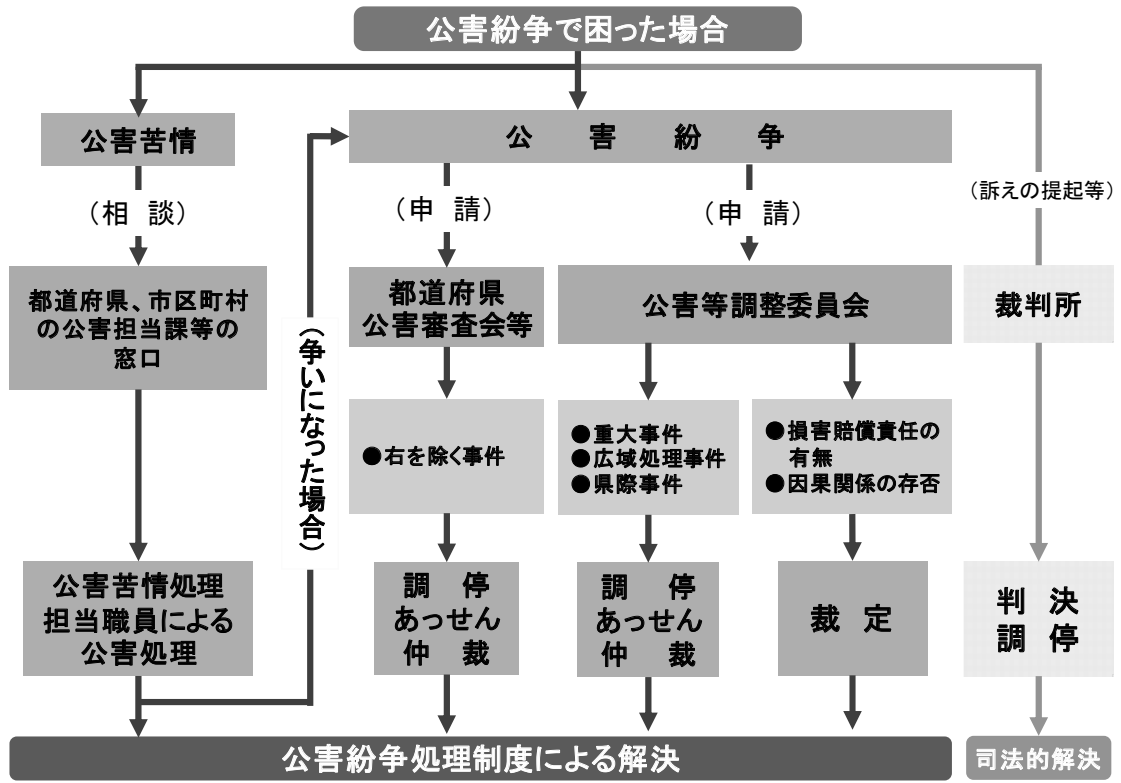 公害紛争で困った場合
公害苦情
（相　談）
都道府県、市区町村
の公害担当課等の
窓口
公害苦情処理
担当職員による
公害処理
（争いになった場合）
公　害　紛　争
（申　請）
都道府県
公害審査会等
●右を除く事件
調　停
あっせん
仲　裁
（申　請）
公害等調整委員会
●重大事件
●広域処理事件
●県際事件
調　停
あっせん
仲　裁
●損害賠償責任の
有無
●因果関係の存否
裁　定
公害紛争処理制度による解決
（訴えの提起等）
裁判所
判　決
調　停
司法的解決